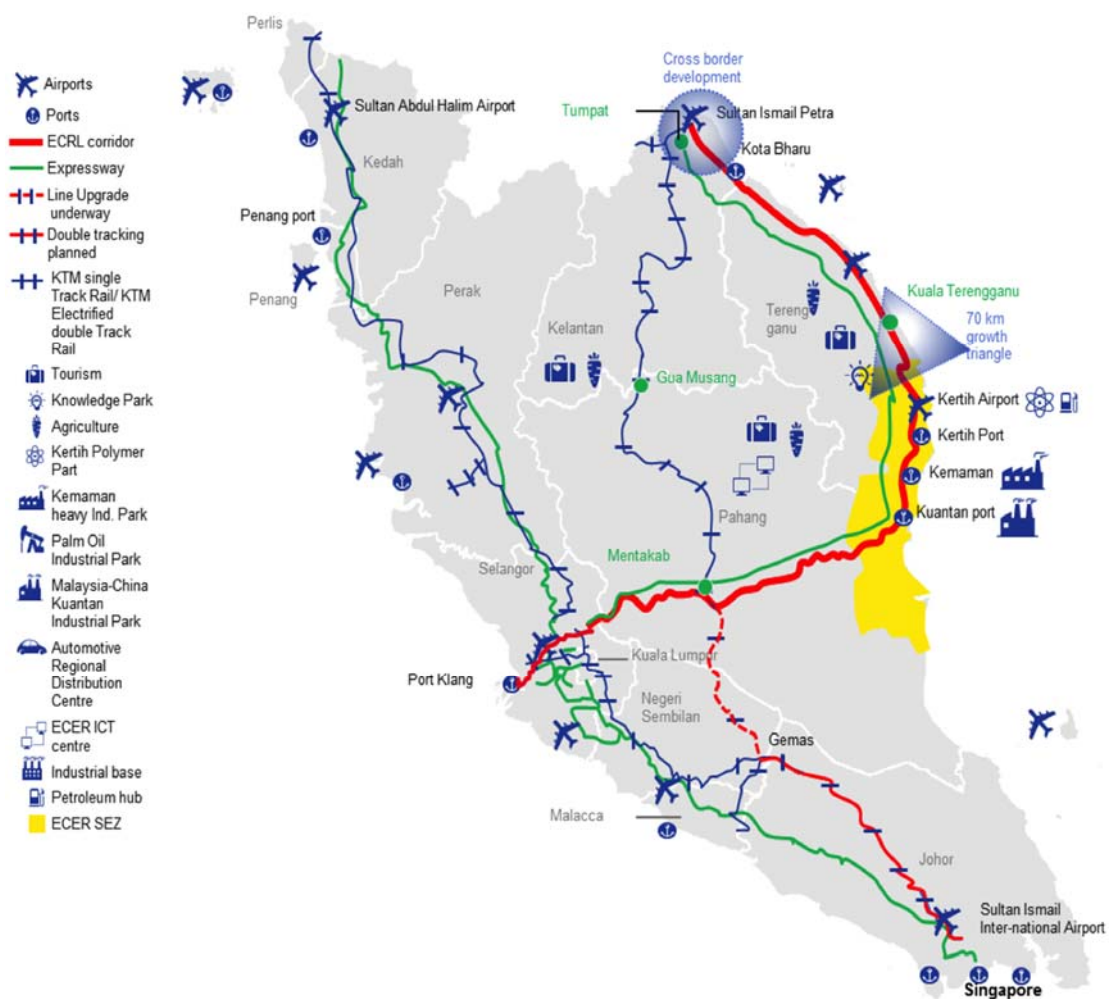 Airports
Ports
ECRL corridor
Expressway
Line Upgrade
underway
Double tracking
planned
KTM single
Track Rail/ KTM
Electrified
double Track
Rail
Tourism
Knowledge Park
Agriculture
Kertih Polymer
Part
Kemaman
heavy Ind. Park
Palm Oil
Industrial Park
Malaysia-China
Kuantan
Industrial Park
Automotive
Regional
Distribution
Centre
ECER ICT
centre
Industrial base
Petroleum hub
ECER SEZ
Perlis
Sultan Abdul Halim Airport
Kedah
Penang port
Penang
Perak
Cross border
development
Tumpat
Sultan Ismail Petra
Kota Bharu
Kelantan
Tereng
ganu
Kuala Terengganu
70 km
growth
triangle
Gua Musang
Kertih Airport
Kertih Port
Kemaman
Kuantan port
Pahang
Mentakab
Selangor
Kuala Lumpur
Port Klang
Negeri
Sembilan
Gemas
Malacca
Johor
Sultan Ismail
Inter-national Airport
Singapore